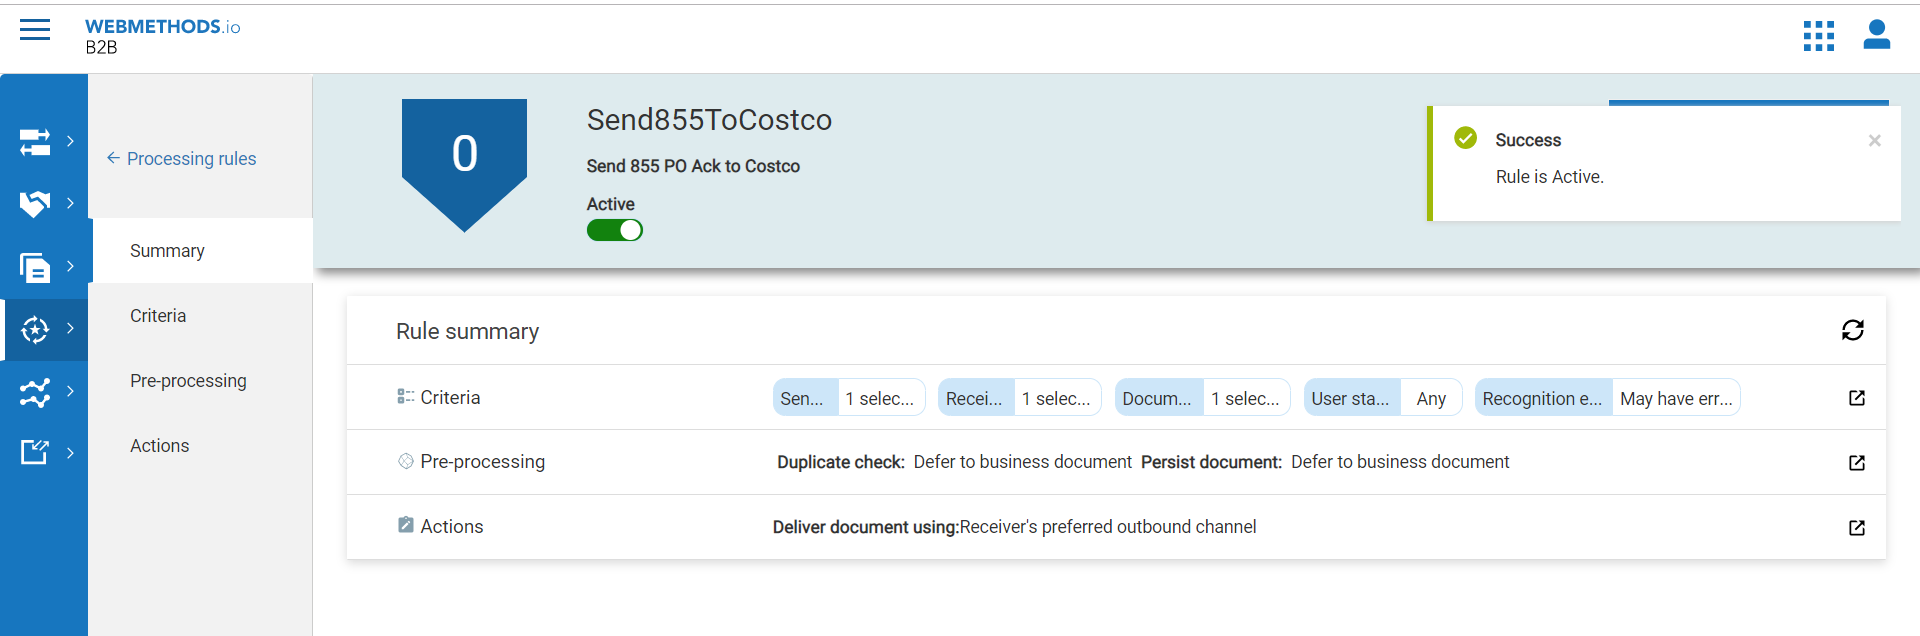 WEBMETHODS.io
B2B
Processing rules
Summary
Criteria
Pre-processing
Actions
0
Send855ToCostco
Send 855 PO Ack to Costco
Active
Success
×
Rule is Active.
Rule summary
Criteria Sen... 1 selec... Recei... 1 selec... Docum... 1 selec... User sta... Any Recognition e... May have err...
Pre-processing Duplicate check: Defer to business document Persist document: Defer to business document
Actions Deliver document using:Receiver's preferred outbound channel